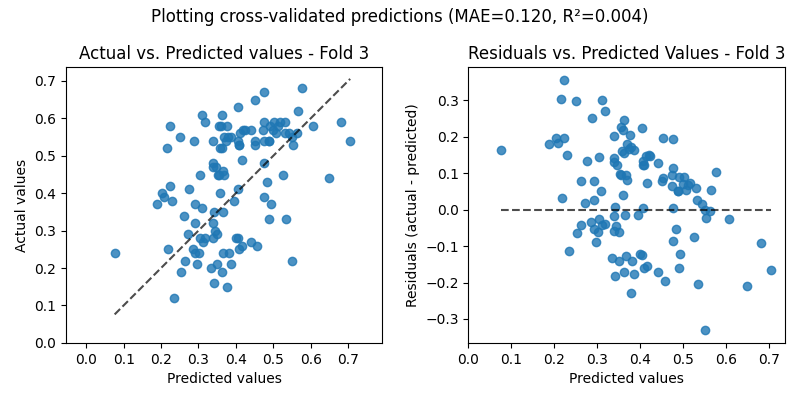 Plotting cross-validated predictions (MAE=0.120, R²=0.004)
Actual vs. Predicted values - Fold 3
Actual values
0.7
0.6
0.5
0.4
0.3
0.2
0.1
0.0
0.0 0.1 0.2 0.3 0.4 0.5 0.6 0.7
Predicted values
Residuals vs. Predicted Values - Fold 3
Residuals (actual - predicted)
0.3
0.2
0.1
0.0
−0.1
−0.2
−0.3
0.0 0.1 0.2 0.3 0.4 0.5 0.6 0.7
Predicted values